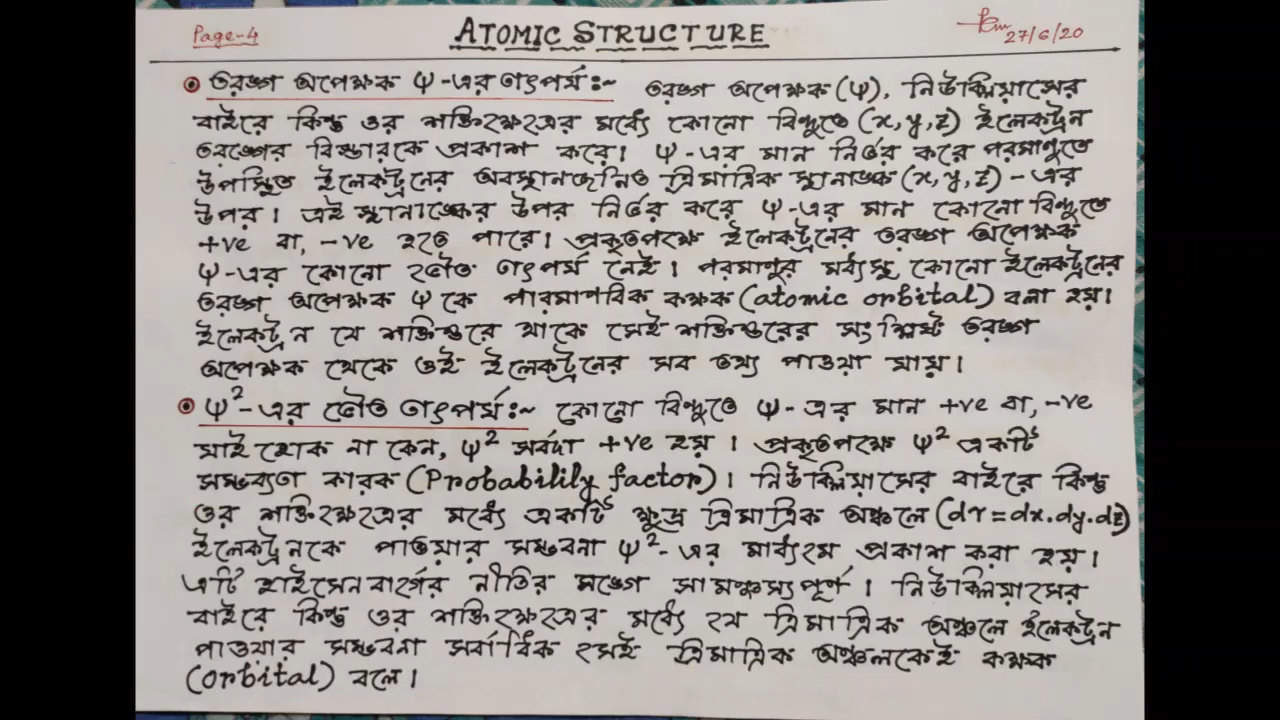 Page-4
ATOMIC STRUCTURE
27/6/20
তরঙ্গ অপেক্ষক ψ-এর তাৎপর্য:~ তরঙ্গ অপেক্ষক (ψ), নিউক্লিয়াসের
বাইরে কিন্তু ওর শক্তিক্ষেত্রের মধ্যে কোনো বিন্দুতে (x,y,z) ইলেকট্রন
তরঙ্গের বিস্তারকে প্রকাশ করে। ψ-এর মান নির্ভর করে পরমাণুতে
উপস্থিত ইলেকট্রনের অবস্থানজনিত ত্রিমাত্রিক স্থানাঙ্ক (x,y,z)-এর
উপর। এই স্থানাঙ্কের উপর নির্ভর করে ψ-এর মান কোনো বিন্দুতে
+ve বা, -ve হতে পারে। প্রকৃতপক্ষে ইলেকট্রনের তরঙ্গ অপেক্ষক
ψ-এর কোনো ভৌত তাৎপর্য নেই। পরমাণুর মধ্যস্থ কোনো ইলেকট্রনের
তরঙ্গ অপেক্ষক ψ কে পারমাণবিক কক্ষক (atomic orbital) বলা হয়।
ইলেকট্রন যে শক্তিস্তরে থাকে সেই শক্তিস্তরের সংশ্লিষ্ট তরঙ্গ
অপেক্ষক থেকে ওই ইলেকট্রনের সব তথ্য পাওয়া যায়।
ψ²-এর ভৌত তাৎপর্য:~ কোনো বিন্দুতে ψ-এর মান +ve বা, -ve
যাই হোক না কেন, ψ² সর্বদা +ve হয়। প্রকৃতপক্ষে ψ² একটি
সম্ভাব্যতা কারক (Probabilily factor)। নিউক্লিয়াসের বাইরে কিন্তু
ওর শক্তিক্ষেত্রের মধ্যে একটি ক্ষুদ্র ত্রিমাত্রিক অঞ্চলে (dτ=dx.dy.dz)
ইলেকট্রনকে পাওয়ার সম্ভবনা ψ²-এর মাধ্যমে প্রকাশ করা হয়।
এটি হাইসেনবার্গের নীতির সঙ্গে সামঞ্জস্যপূর্ণ। নিউক্লিয়াসের
বাইরে কিন্তু ওর শক্তিক্ষেত্রের মধ্যে যে ত্রিমাত্রিক অঞ্চলে ইলেকট্রন
পাওয়ার সম্ভবনা সর্বাধিক সেই ত্রিমাত্রিক অঞ্চলকেই কক্ষক
(orbital) বলে।